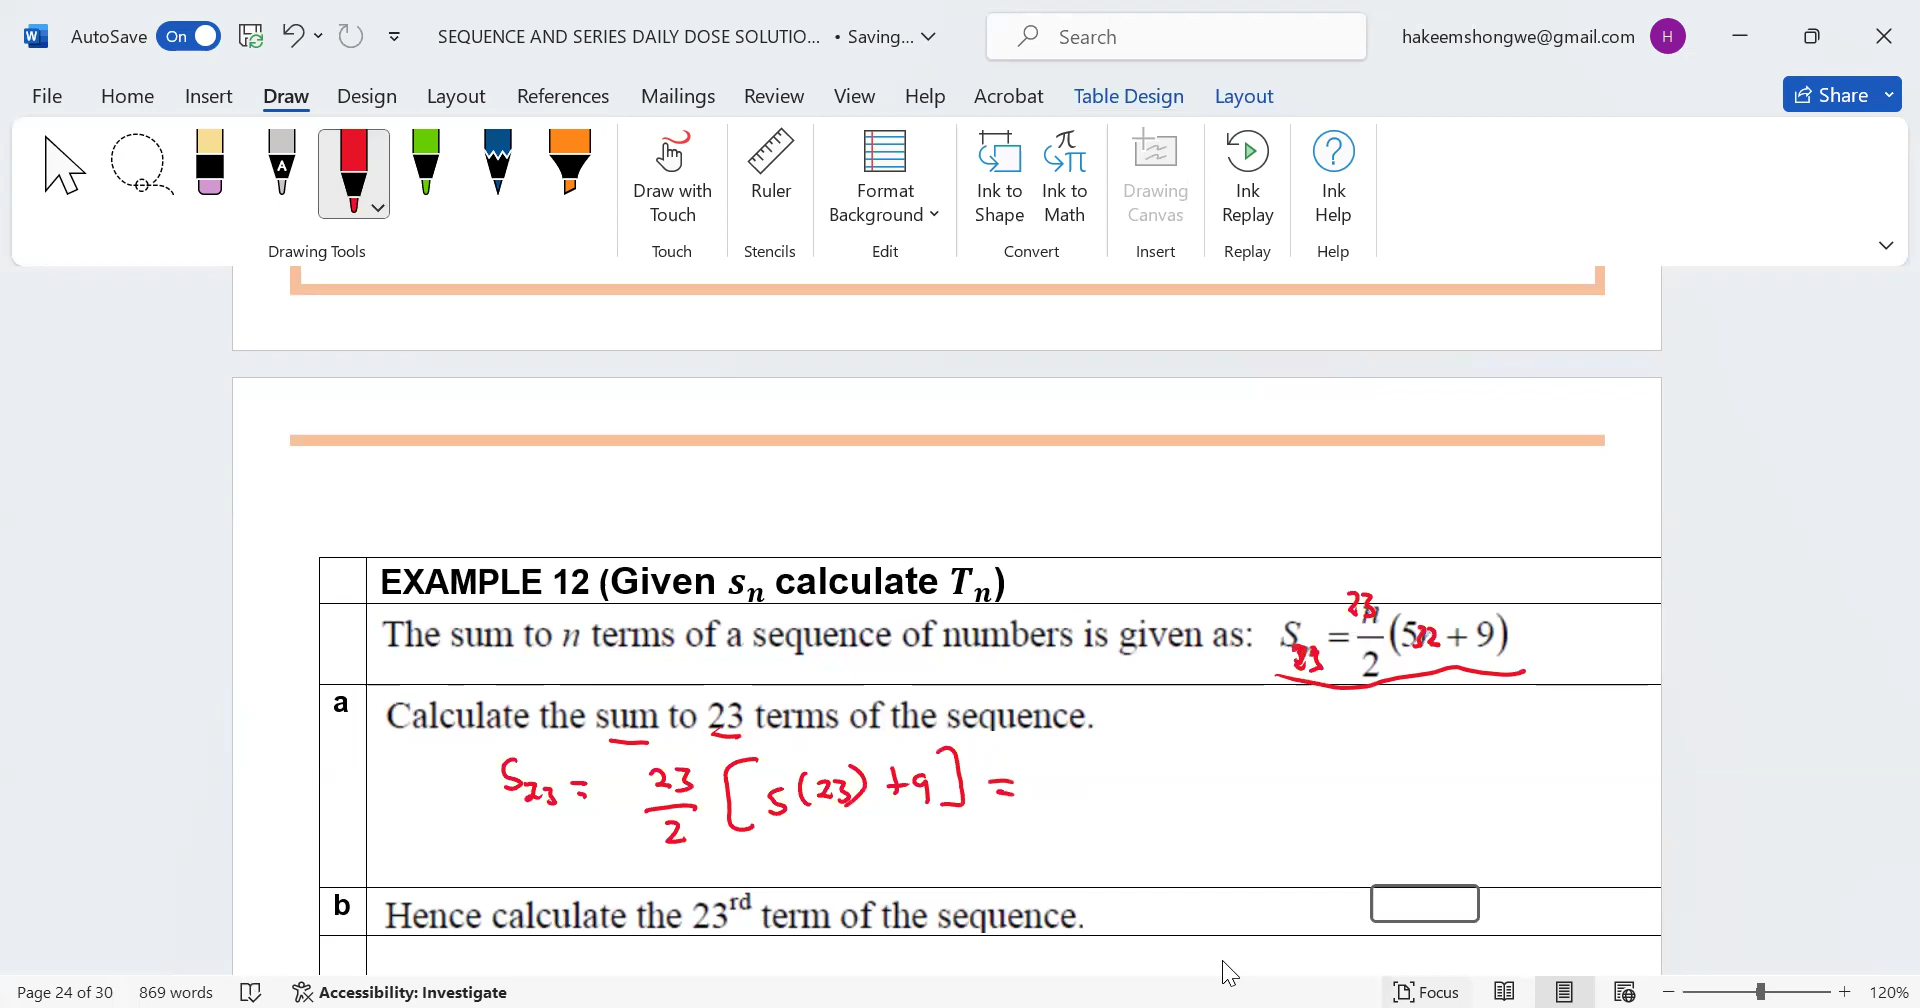 AutoSave On SEQUENCE AND SERIES DAILY DOSE SOLUTIO... • Saving... Search hakeemshongwe@gmail.com H
File Home Insert Draw Design Layout References Mailings Review View Help Acrobat Table Design Layout Share
Draw with Touch Ruler Format Background Ink to Shape Ink to Math Drawing Canvas Ink Replay Ink Help
Drawing Tools Touch Stencils Edit Convert Insert Replay Help
EXAMPLE 12 (Given sₙ calculate Tₙ)
The sum to n terms of a sequence of numbers is given as: S = n/2 (5 + 9)
23
23
a Calculate the sum to 23 terms of the sequence.
S₂₃ = 23/2 [5(23) + 9] =
b Hence calculate the 23rd term of the sequence.
Page 24 of 30 869 words Accessibility: Investigate Focus 120%